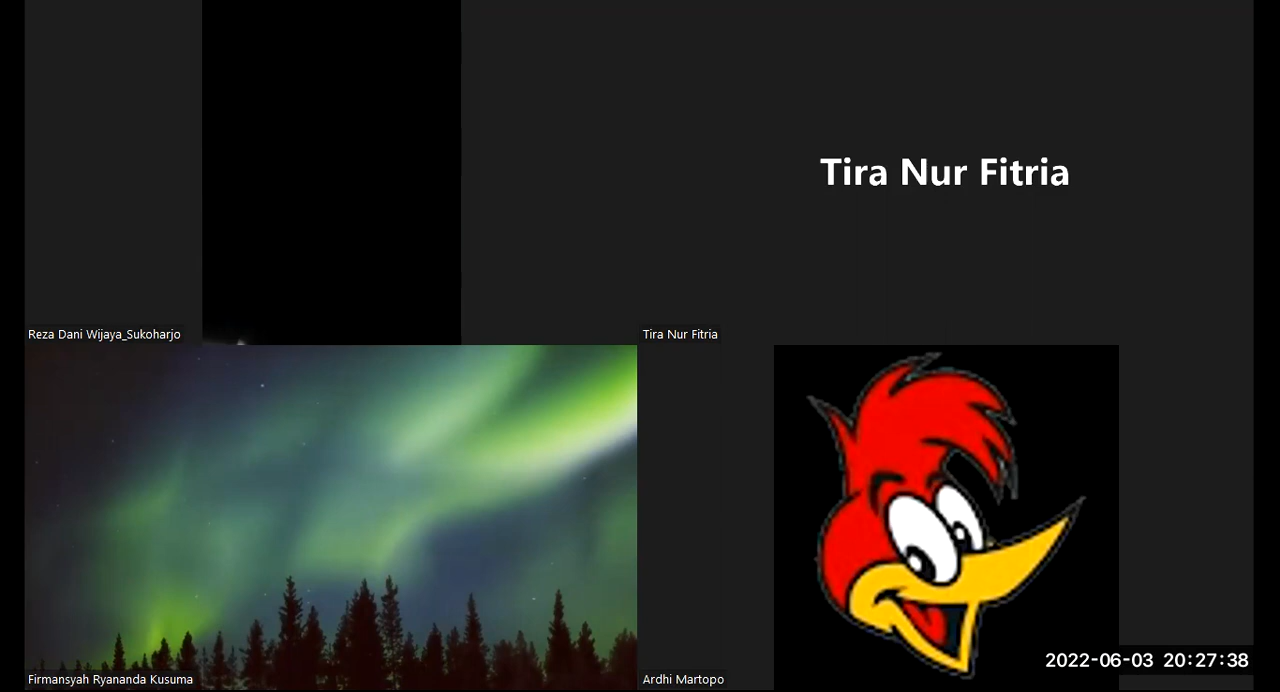 Tira Nur Fitria
Reza Dani Wijaya_Sukoharjo
Tira Nur Fitria
Firmansyah Ryananda Kusuma
Ardhi Martopo
2022-06-03 20:27:38